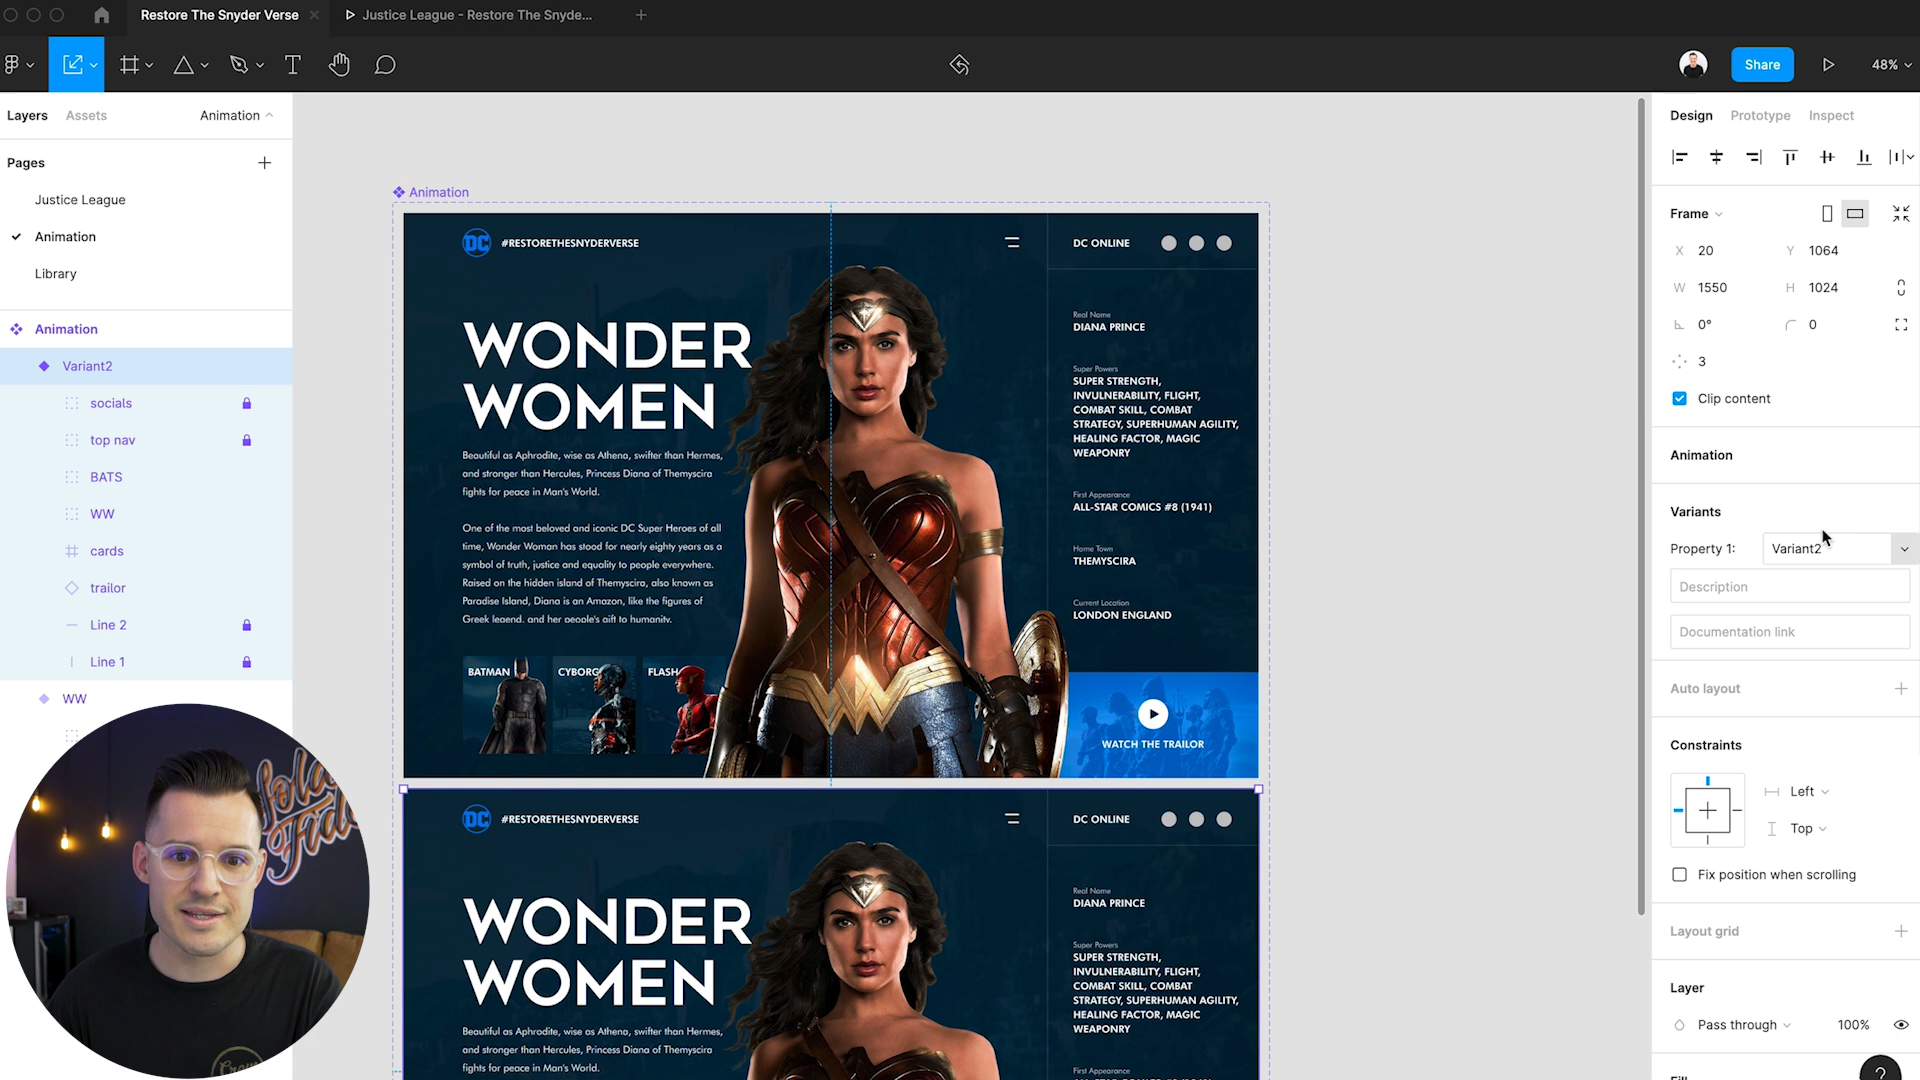 Restore The Snyder Verse
Justice League - Restore The Snyde...
Share
48%
Layers
Assets
Animation
Pages
Justice League
Animation
Library
Animation
Variant2
socials
top nav
BATS
WW
cards
trailor
Line 2
Line 1
WW
Animation
DC
#RESTORETHESNYDERVERSE
DC ONLINE
WONDER
WOMEN
Beautiful as Aphrodite, wise as Athena, swifter than Hermes,
and stronger than Hercules, Princess Diana of Themyscira
fights for peace in Man's World.
One of the most beloved and iconic DC Super Heroes of all
time, Wonder Woman has stood for nearly eighty years as a
symbol of truth, justice and equality to people everywhere.
Raised on the hidden island of Themyscira, also known as
Paradise Island, Diana is an Amazon, like the figures of
Greek legend, and her people's gift to humanity.
BATMAN
CYBORG
FLASH
Real Name
DIANA PRINCE
Super Powers
SUPER STRENGTH,
INVULNERABILITY, FLIGHT,
COMBAT SKILL, COMBAT
STRATEGY, SUPERHUMAN AGILITY,
HEALING FACTOR, MAGIC
WEAPONRY
First Appearance
ALL-STAR COMICS #8 (1941)
Home Town
THEMYSCIRA
Current Location
LONDON ENGLAND
WATCH THE TRAILOR
DC
#RESTORETHESNYDERVERSE
DC ONLINE
WONDER
WOMEN
Beautiful as Aphrodite, wise as Athena, swifter than Hermes,
and stronger than Hercules, Princess Diana of Themyscira
fights for peace in Man's World.
Real Name
DIANA PRINCE
Super Powers
SUPER STRENGTH,
INVULNERABILITY, FLIGHT,
COMBAT SKILL, COMBAT
STRATEGY, SUPERHUMAN AGILITY,
HEALING FACTOR, MAGIC
WEAPONRY
First Appearance
Design
Prototype
Inspect
Frame
X 20
Y 1064
W 1550
H 1024
0°
0
3
Clip content
Animation
Variants
Property 1:
Variant2
Description
Documentation link
Auto layout
Constraints
Left
Top
Fix position when scrolling
Layout grid
Layer
Pass through
100%
?